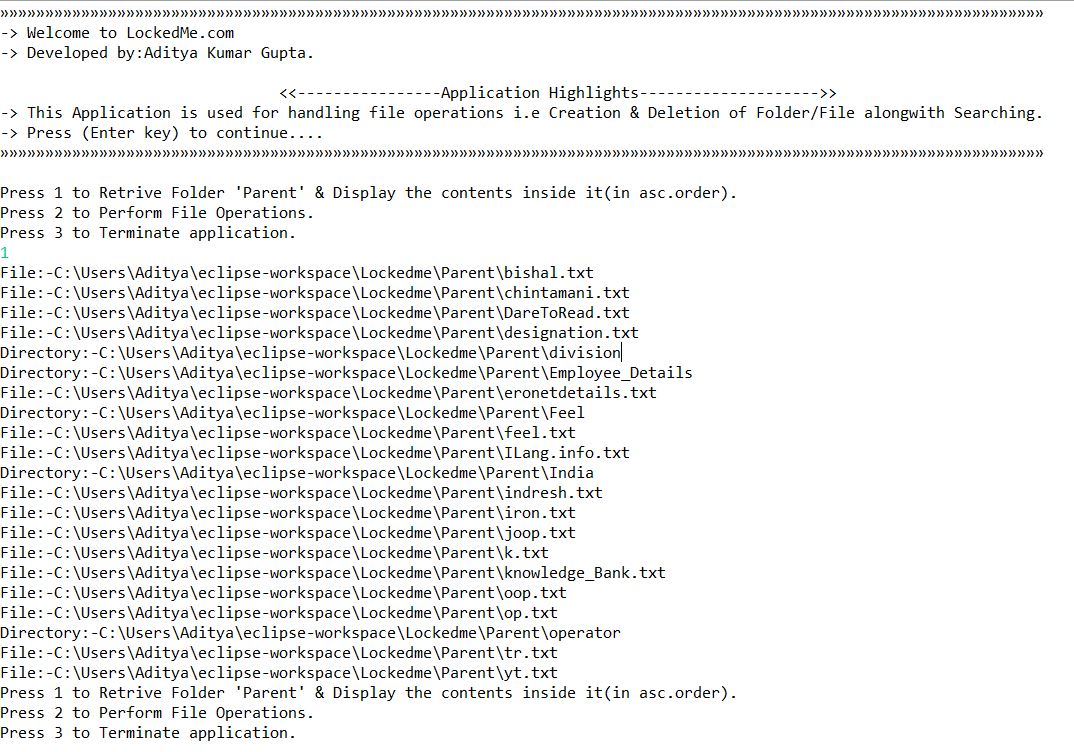 »»»»»»»»»»»»»»»»»»»»»»»»»»»»»»»»»»»»»»»»»»»»»»»»»»»»»»»»»»»»»»»»»»»»»»»»»»»»»»»»»»»»»»»»»»»»»»»»»»»»»»»»»»»»»»»»»»»»
-> Welcome to LockedMe.com
-> Developed by:Aditya Kumar Gupta.
<<----------------Application Highlights-------------------->>
-> This Application is used for handling file operations i.e Creation & Deletion of Folder/File alongwith Searching.
-> Press (Enter key) to continue....
»»»»»»»»»»»»»»»»»»»»»»»»»»»»»»»»»»»»»»»»»»»»»»»»»»»»»»»»»»»»»»»»»»»»»»»»»»»»»»»»»»»»»»»»»»»»»»»»»»»»»»»»»»»»»»»»»»»»
Press 1 to Retrive Folder 'Parent' & Display the contents inside it(in asc.order).
Press 2 to Perform File Operations.
Press 3 to Terminate application.
1
File:-C:\Users\Aditya\eclipse-workspace\Lockedme\Parent\bishal.txt
File:-C:\Users\Aditya\eclipse-workspace\Lockedme\Parent\chintamani.txt
File:-C:\Users\Aditya\eclipse-workspace\Lockedme\Parent\DareToRead.txt
File:-C:\Users\Aditya\eclipse-workspace\Lockedme\Parent\designation.txt
Directory:-C:\Users\Aditya\eclipse-workspace\Lockedme\Parent\division
Directory:-C:\Users\Aditya\eclipse-workspace\Lockedme\Parent\Employee_Details
File:-C:\Users\Aditya\eclipse-workspace\Lockedme\Parent\eronetdetails.txt
Directory:-C:\Users\Aditya\eclipse-workspace\Lockedme\Parent\Feel
File:-C:\Users\Aditya\eclipse-workspace\Lockedme\Parent\feel.txt
File:-C:\Users\Aditya\eclipse-workspace\Lockedme\Parent\ILang.info.txt
Directory:-C:\Users\Aditya\eclipse-workspace\Lockedme\Parent\India
File:-C:\Users\Aditya\eclipse-workspace\Lockedme\Parent\indresh.txt
File:-C:\Users\Aditya\eclipse-workspace\Lockedme\Parent\iron.txt
File:-C:\Users\Aditya\eclipse-workspace\Lockedme\Parent\joop.txt
File:-C:\Users\Aditya\eclipse-workspace\Lockedme\Parent\k.txt
File:-C:\Users\Aditya\eclipse-workspace\Lockedme\Parent\knowledge_Bank.txt
File:-C:\Users\Aditya\eclipse-workspace\Lockedme\Parent\oop.txt
File:-C:\Users\Aditya\eclipse-workspace\Lockedme\Parent\op.txt
Directory:-C:\Users\Aditya\eclipse-workspace\Lockedme\Parent\operator
File:-C:\Users\Aditya\eclipse-workspace\Lockedme\Parent\tr.txt
File:-C:\Users\Aditya\eclipse-workspace\Lockedme\Parent\yt.txt
Press 1 to Retrive Folder 'Parent' & Display the contents inside it(in asc.order).
Press 2 to Perform File Operations.
Press 3 to Terminate application.